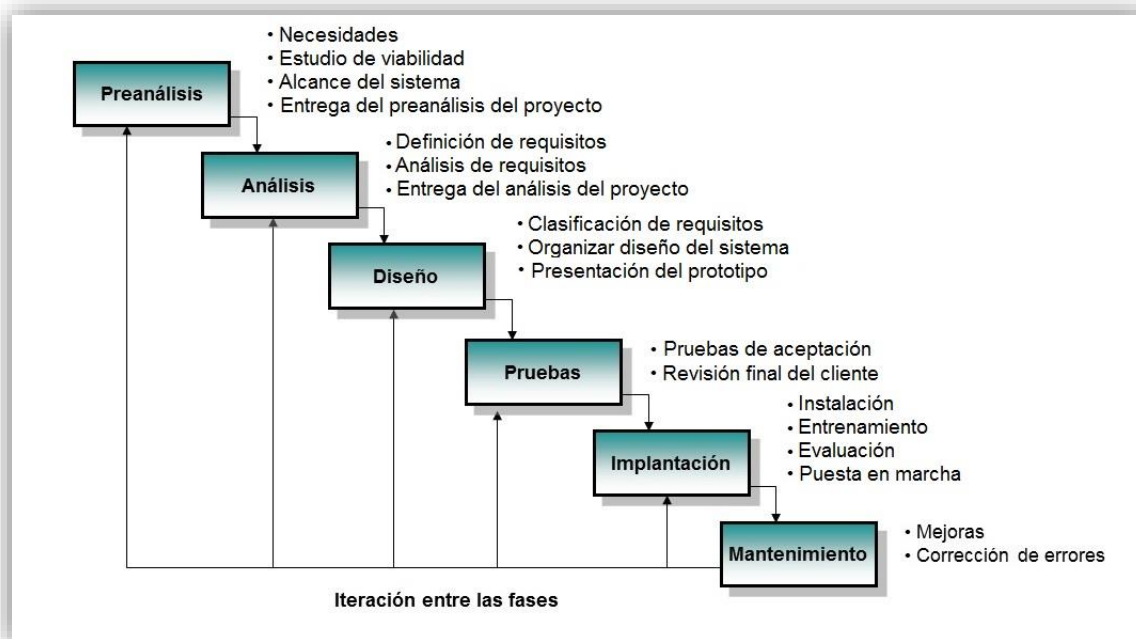 Preanálisis
• Necesidades
• Estudio de viabilidad
• Alcance del sistema
• Entrega del preanálisis del proyecto
Análisis
• Definición de requisitos
• Análisis de requisitos
• Entrega del análisis del proyecto
Diseño
• Clasificación de requisitos
• Organizar diseño del sistema
• Presentación del prototipo
Pruebas
• Pruebas de aceptación
• Revisión final del cliente
Implantación
• Instalación
• Entrenamiento
• Evaluación
• Puesta en marcha
Mantenimiento
• Mejoras
• Corrección de errores
Iteración entre las fases